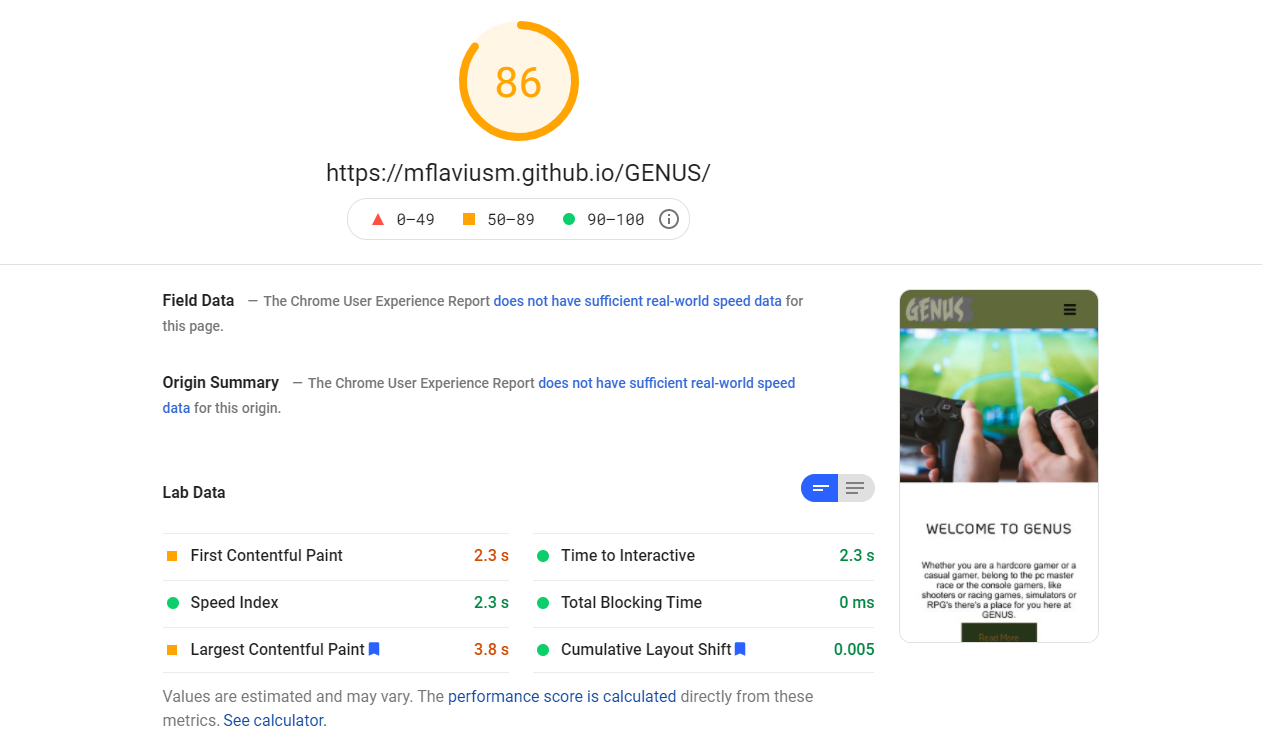 86
https://mflaviusm.github.io/GENUS/
0–49 50–89 90–100
Field Data — The Chrome User Experience Report does not have sufficient real-world speed data for
this page.
Origin Summary — The Chrome User Experience Report does not have sufficient real-world speed
data for this origin.
Lab Data
First Contentful Paint 2.3 s
Time to Interactive 2.3 s
Speed Index 2.3 s
Total Blocking Time 0 ms
Largest Contentful Paint 3.8 s
Cumulative Layout Shift 0.005
Values are estimated and may vary. The performance score is calculated directly from these
metrics. See calculator.
GENUS
WELCOME TO GENUS
Whether you are a hardcore gamer or a
casual gamer, belong to the pc master
race or the console gamers, like
shooters or racing games, simulators or
RPG's there's a place for you here at
GENUS.
Read More